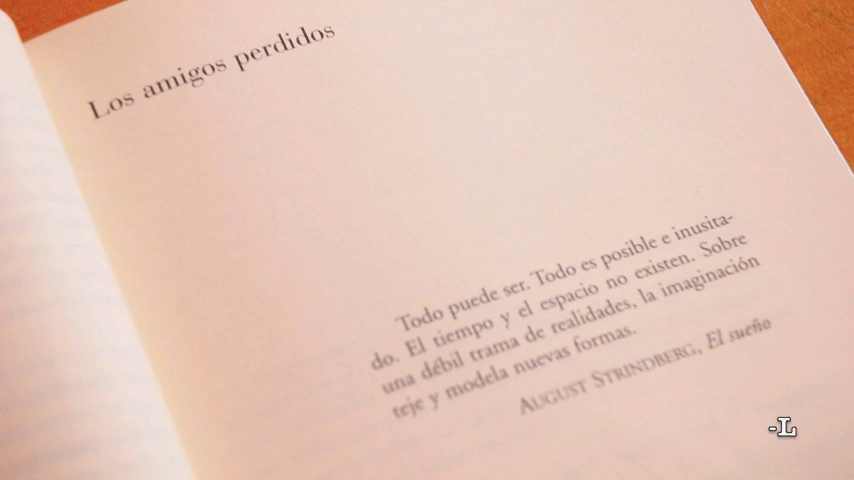 Los amigos perdidos
Todo puede ser. Todo es posible e inusita-
do. El tiempo y el espacio no existen. Sobre
una débil trama de realidades, la imaginación
teje y modela nuevas formas.
AUGUST STRINDBERG, El sueño
-L